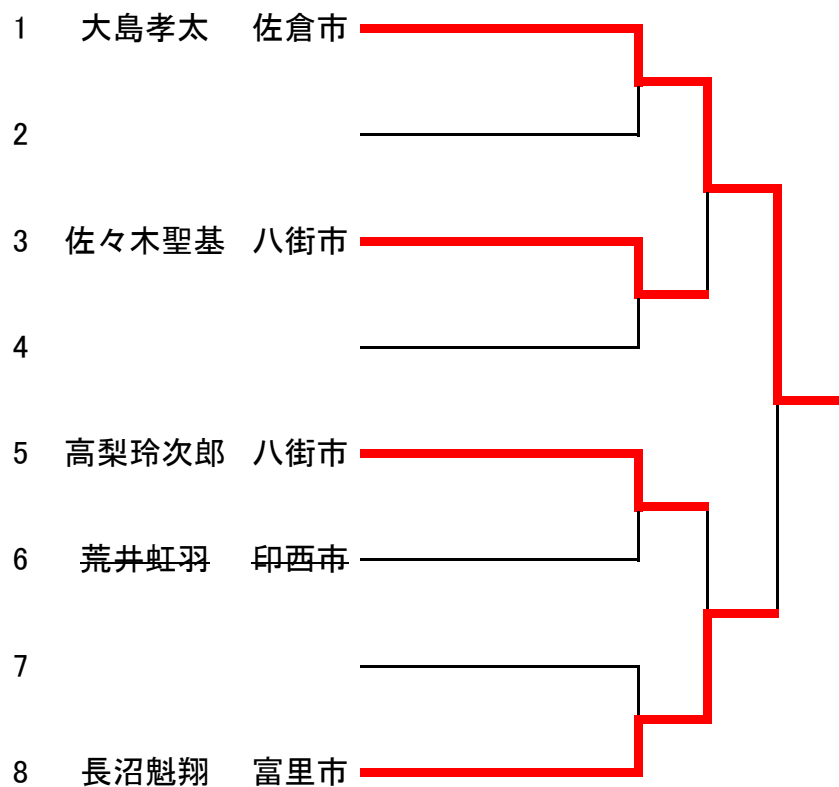 1 大島孝太 佐倉市
2
3 佐々木聖基 八街市
4
5 高梨玲次郎 八街市
6 荒井虹羽 印西市
7
8 長沼魁翔 富里市